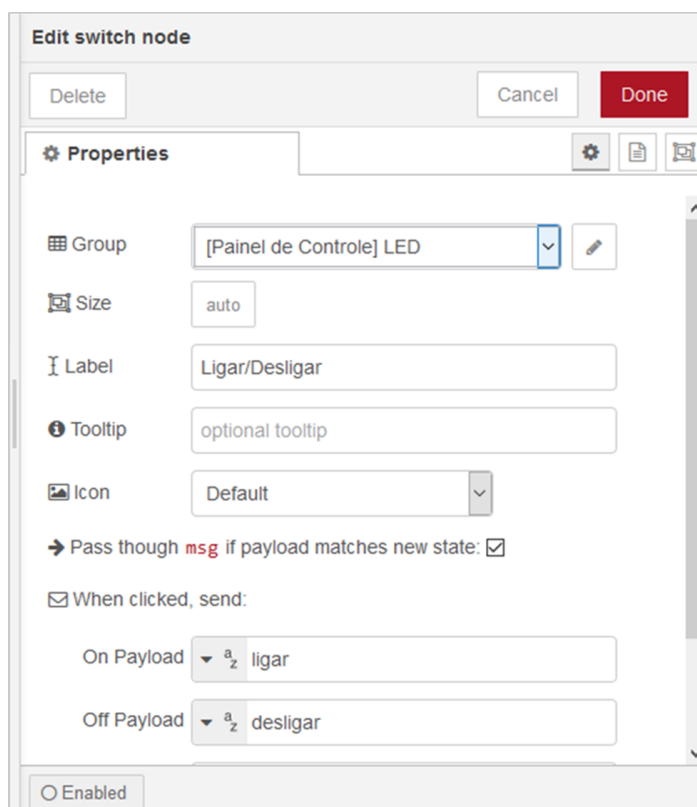 Edit switch node
Delete Cancel Done
Properties
Group [Painel de Controle] LED
Size auto
Label Ligar/Desligar
Tooltip optional tooltip
Icon Default
Pass though msg if payload matches new state:
When clicked, send:
On Payload az ligar
Off Payload az desligar
Enabled